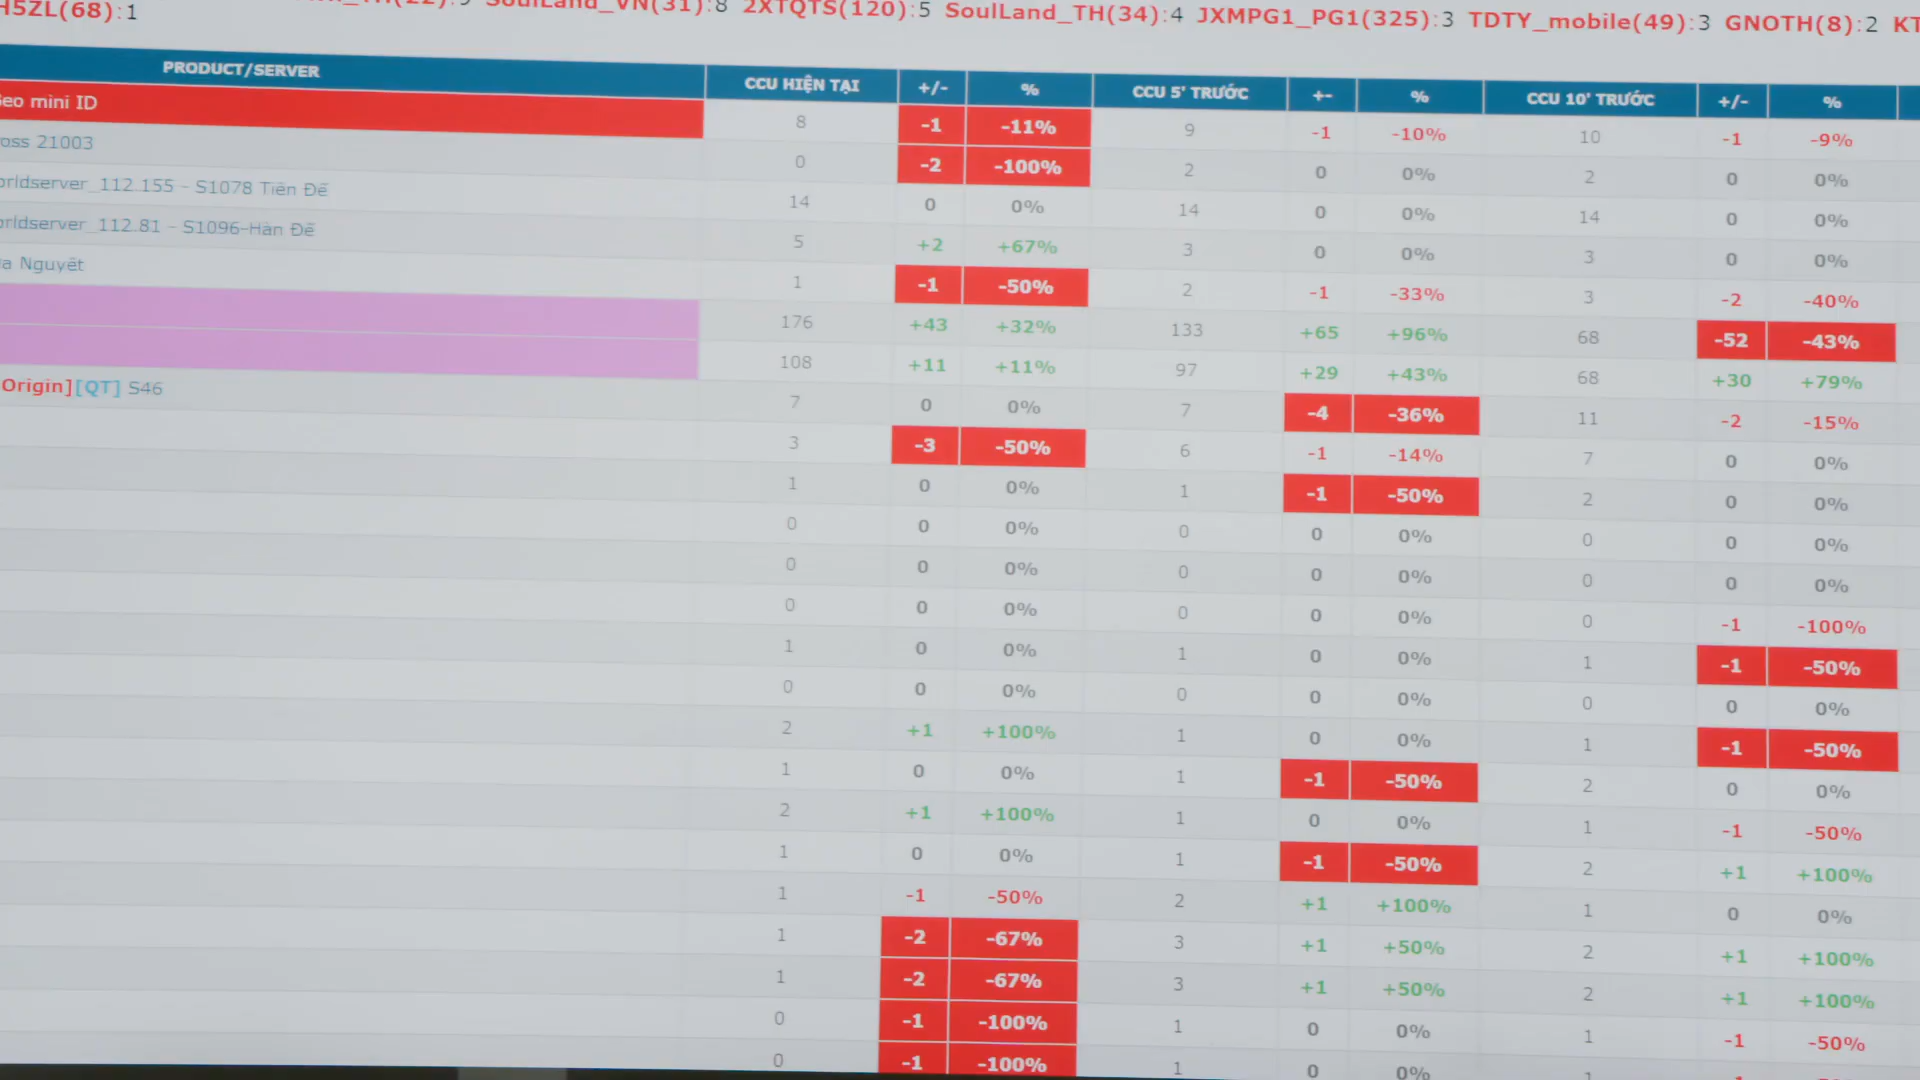 H5ZL(68):1 SoulLand_VN(31):8 2XTQTS(120):5 SoulLand_TH(34):4 JXMPG1_PG1(325):3 TDTY_mobile(49):3 GNOTH(8):2
PRODUCT/SERVER CCU HIỆN TẠI +/- % CCU 5' TRƯỚC +- % CCU 10' TRƯỚC +/- %
eo mini ID 8 -1 -11% 9 -1 -10% 10 -1 -9%
oss 21003 0 -2 -100% 2 0 0% 2 0 0%
orldserver_112.155 - S1078 Tiên Đế 14 0 0% 14 0 0% 14 0 0%
orldserver_112.81 - S1096-Hàn Đế 5 +2 +67% 3 0 0% 3 0 0%
a Nguyêt 1 -1 -50% 2 -1 -33% 3 -2 -40%
176 +43 +32% 133 +65 +96% 68 -52 -43%
108 +11 +11% 97 +29 +43% 68 +30 +79%
Origin][QT] S46 7 0 0% 7 -4 -36% 11 -2 -15%
3 -3 -50% 6 -1 -14% 7 0 0%
1 0 0% 1 -1 -50% 2 0 0%
0 0 0% 0 0 0% 0 0 0%
0 0 0% 0 0 0% 0 0 0%
0 0 0% 0 0 0% 0 -1 -100%
1 0 0% 1 0 0% 1 -1 -50%
0 0 0% 0 0 0% 0 0 0%
2 +1 +100% 1 0 0% 1 -1 -50%
1 0 0% 1 -1 -50% 2 0 0%
2 +1 +100% 1 0 0% 1 -1 -50%
1 0 0% 1 -1 -50% 2 +1 +100%
1 -1 -50% 2 +1 +100% 1 0 0%
1 -2 -67% 3 +1 +50% 2 +1 +100%
1 -2 -67% 3 +1 +50% 2 +1 +100%
0 -1 -100% 1 0 0% 1 -1 -50%
0 -1 -100% 1 0 0%